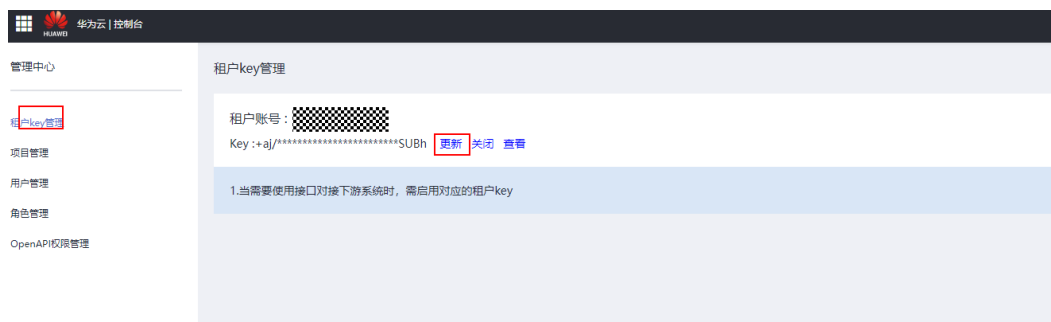 HUAWEI
华为云 | 控制台
管理中心
租户key管理
项目管理
用户管理
角色管理
OpenAPI权限管理
租户key管理
租户账号 :
Key :+aj/************************SUBh 更新 关闭 查看
1.当需要使用接口对接下游系统时，需启用对应的租户key